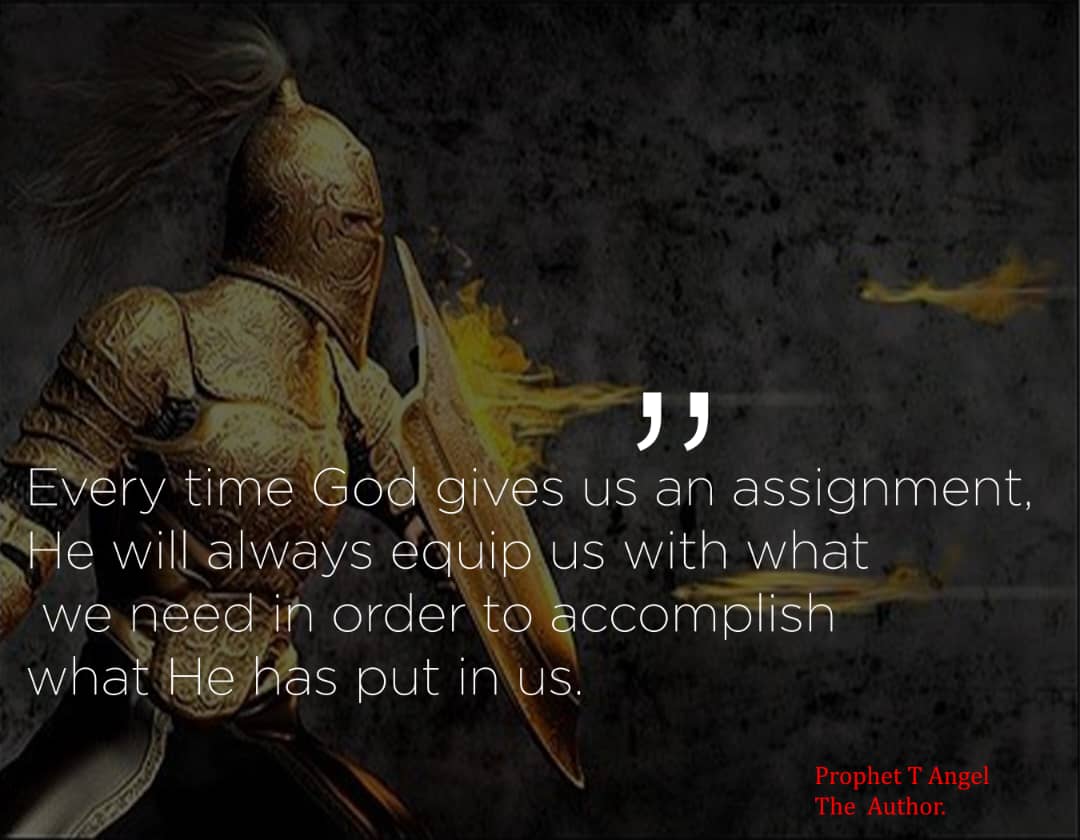 ”
Every time God gives us an assignment,
He will always equip us with what
we need in order to accomplish
what He has put in us.
Prophet T Angel
The Author.